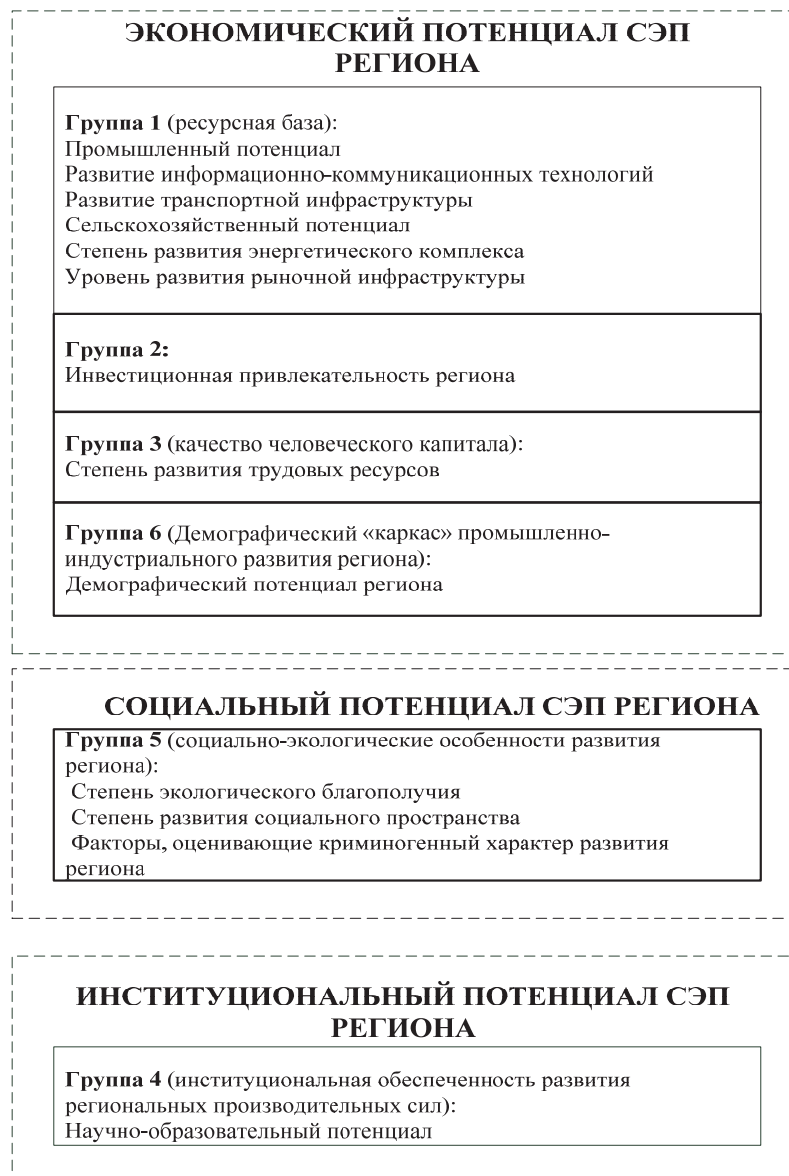 ЭКОНОМИЧЕСКИЙ ПОТЕНЦИАЛ СЭП
РЕГИОНА
Группа 1 (ресурсная база):
Промышленный потенциал
Развитие информационно-коммуникационных технологий
Развитие транспортной инфраструктуры
Сельскохозяйственный потенциал
Степень развития энергетического комплекса
Уровень развития рыночной инфраструктуры
Группа 2:
Инвестиционная привлекательность региона
Группа 3 (качество человеческого капитала):
Степень развития трудовых ресурсов
Группа 6 (Демографический «каркас» промышленно-
индустриального развития региона):
Демографический потенциал региона
СОЦИАЛЬНЫЙ ПОТЕНЦИАЛ СЭП РЕГИОНА
Группа 5 (социально-экологические особенности развития
региона):
Степень экологического благополучия
Степень развития социального пространства
Факторы, оценивающие криминогенный характер развития
региона
ИНСТИТУЦИОНАЛЬНЫЙ ПОТЕНЦИАЛ СЭП
РЕГИОНА
Группа 4 (институциональная обеспеченность развития
региональных производительных сил):
Научно-образовательный потенциал